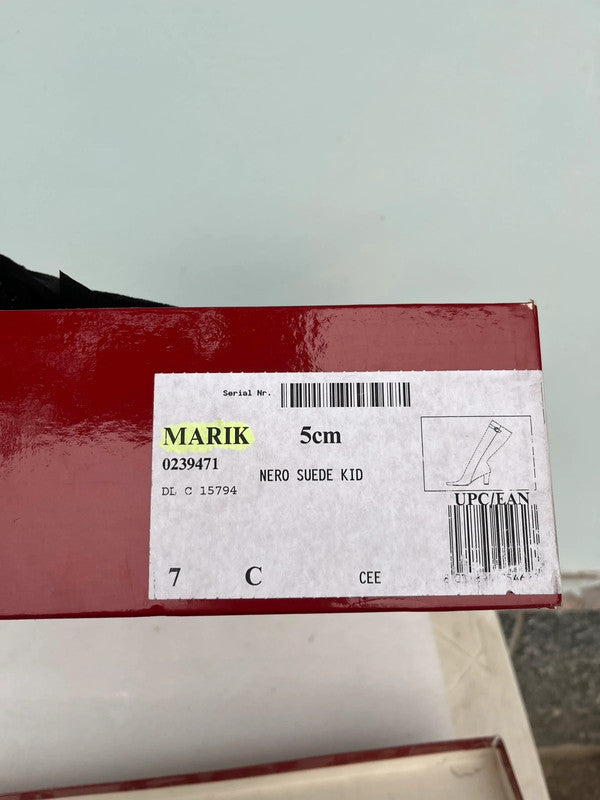 Serial Nr.
MARIK 5cm
0239471
NERO SUEDE KID
DL C 15794
UPC/EAN
7 C CEE